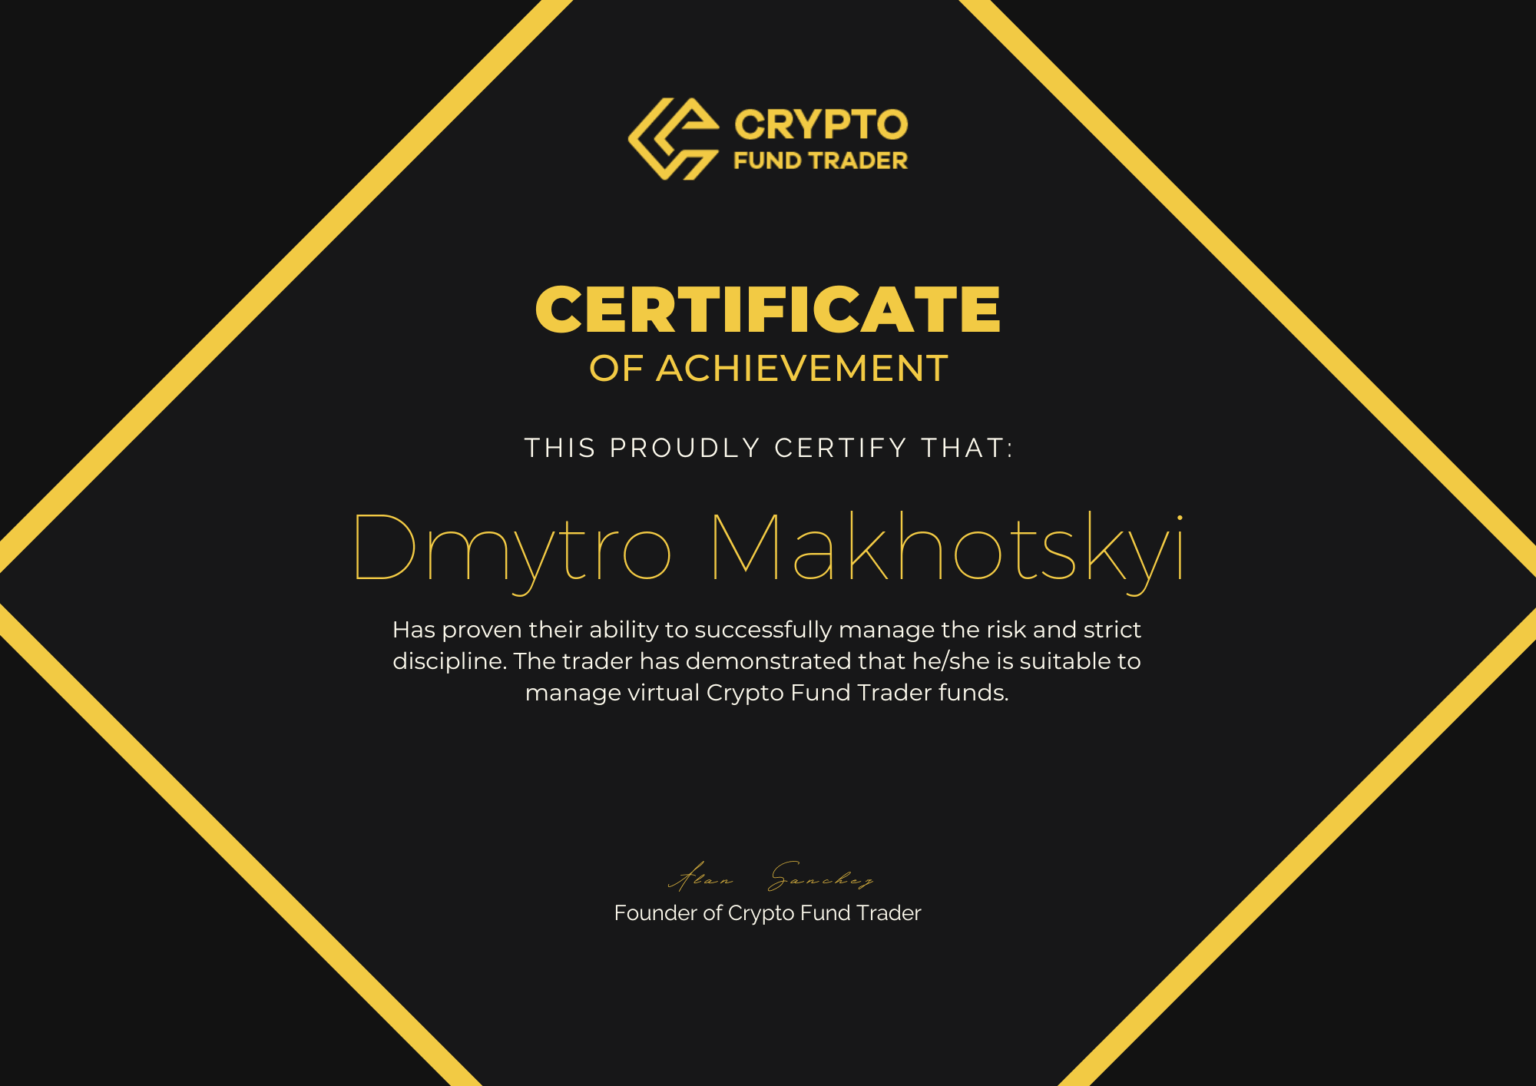 CRYPTO
FUND TRADER
CERTIFICATE
OF ACHIEVEMENT
THIS PROUDLY CERTIFY THAT:
Dmytro Makhotskyi
Has proven their ability to successfully manage the risk and strict
discipline. The trader has demonstrated that he/she is suitable to
manage virtual Crypto Fund Trader funds.
Alan Sanchez
Founder of Crypto Fund Trader